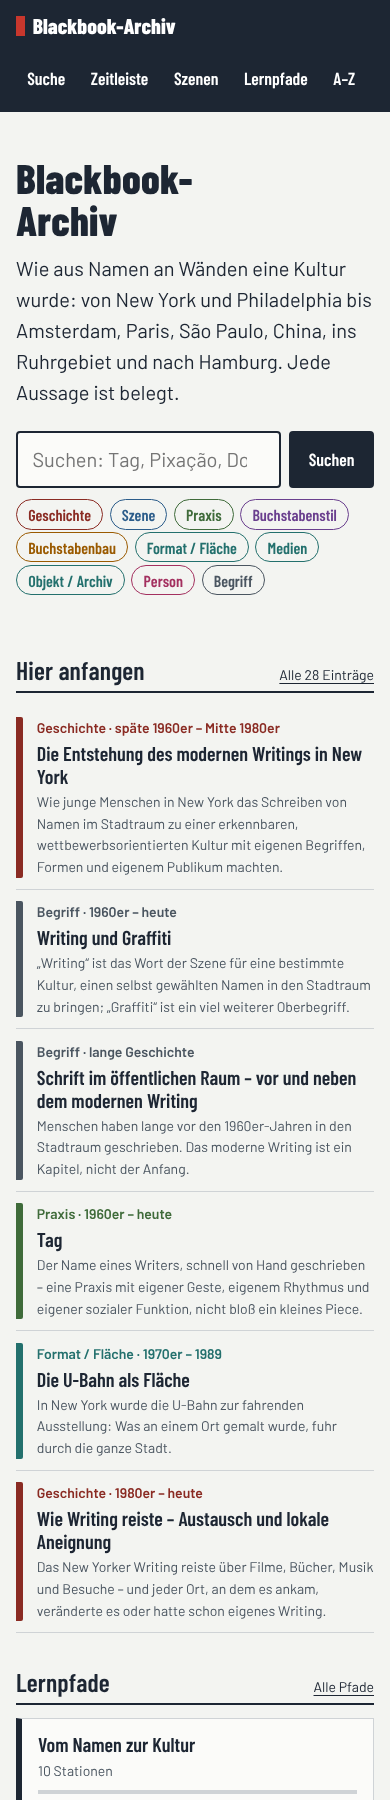 Blackbook-Archiv
Suche Zeitleiste Szenen Lernpfade A–Z
Blackbook-
Archiv
Wie aus Namen an Wänden eine Kultur
wurde: von New York und Philadelphia bis
Amsterdam, Paris, São Paulo, China, ins
Ruhrgebiet und nach Hamburg. Jede
Aussage ist belegt.
Suchen: Tag, Pixação, Dc Suchen
Geschichte Szene Praxis Buchstabenstil
Buchstabenbau Format / Fläche Medien
Objekt / Archiv Person Begriff
Hier anfangen Alle 28 Einträge
Geschichte · späte 1960er – Mitte 1980er
Die Entstehung des modernen Writings in New
York
Wie junge Menschen in New York das Schreiben von
Namen im Stadtraum zu einer erkennbaren,
wettbewerbsorientierten Kultur mit eigenen Begriffen,
Formen und eigenem Publikum machten.
Begriff · 1960er – heute
Writing und Graffiti
„Writing“ ist das Wort der Szene für eine bestimmte
Kultur, einen selbst gewählten Namen in den Stadtraum
zu bringen; „Graffiti“ ist ein viel weiterer Oberbegriff.
Begriff · lange Geschichte
Schrift im öffentlichen Raum – vor und neben
dem modernen Writing
Menschen haben lange vor den 1960er-Jahren in den
Stadtraum geschrieben. Das moderne Writing ist ein
Kapitel, nicht der Anfang.
Praxis · 1960er – heute
Tag
Der Name eines Writers, schnell von Hand geschrieben
– eine Praxis mit eigener Geste, eigenem Rhythmus und
eigener sozialer Funktion, nicht bloß ein kleines Piece.
Format / Fläche · 1970er – 1989
Die U-Bahn als Fläche
In New York wurde die U-Bahn zur fahrenden
Ausstellung: Was an einem Ort gemalt wurde, fuhr
durch die ganze Stadt.
Geschichte · 1980er – heute
Wie Writing reiste – Austausch und lokale
Aneignung
Das New Yorker Writing reiste über Filme, Bücher, Musik
und Besuche – und jeder Ort, an dem es ankam,
veränderte es oder hatte schon eigenes Writing.
Lernpfade Alle Pfade
Vom Namen zur Kultur
10 Stationen